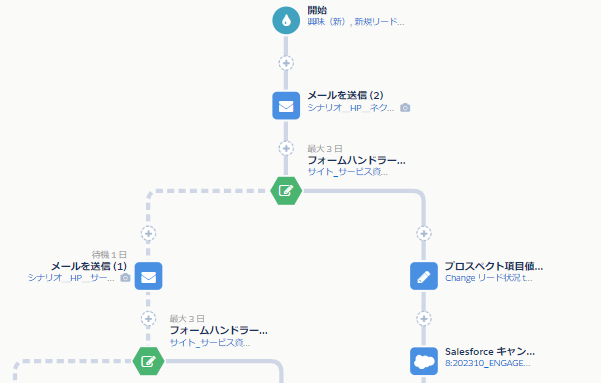 開始
興味（新）, 新規リード...
メールを送信 (2)
シナリオ__HP__ネク...
最大 3 日
フォームハンドラー...
サイト_サービス資...
待機 1 日
メールを送信 (1)
シナリオ__HP__サー...
プロスペクト項目値...
Change リード状況 t...
最大 3 日
フォームハンドラー...
サイト_サービス資...
Salesforce キャン...
8:202310_ENGAGE...